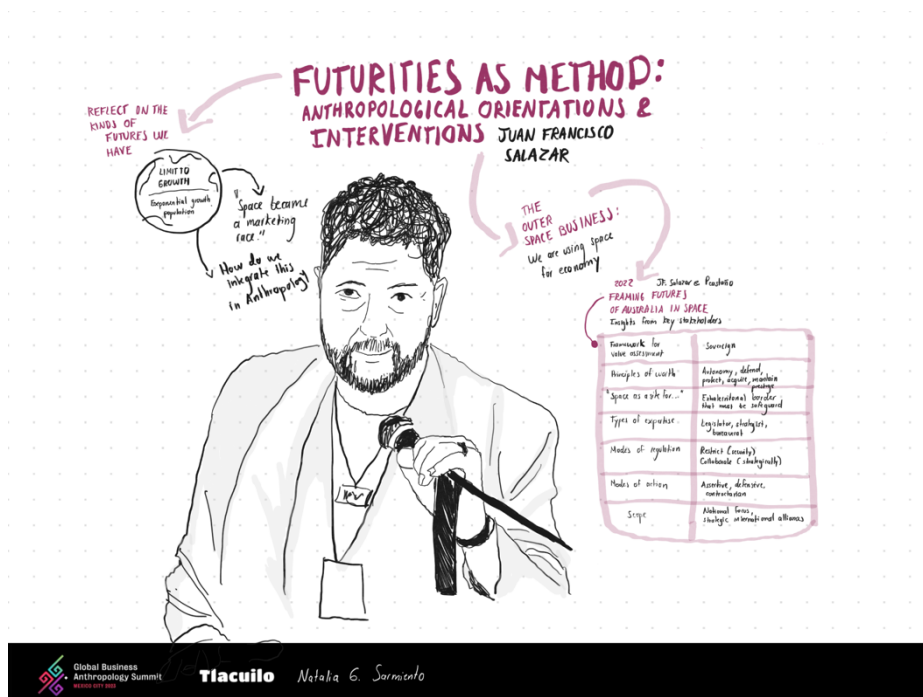 FUTURITIES AS METHOD:
ANTHROPOLOGICAL ORIENTATIONS &
INTERVENTIONS JUAN FRANCISCO
SALAZAR
REFLECT ON THE
KINDS OF
FUTURES WE
HAVE
LIMIT TO
GROWTH
Exponential growth
population
"Space became
a marketing
race."
How do we
integrate this
in Anthropology
THE
OUTER
SPACE BUSINESS:
We are using space
for economy
2022 JF. Salazar &
FRAMING FUTURES
OF AUSTRALIA IN SPACE
Insights from key stakeholders
Framework for
value assessment
Sovereign
Principles of worth
Autonomy, defend,
protect, acquire, maintain
prestige
"Space as a site for..."
border
that must be safeguard
Types of expertise
Legislator, strategist,
bureaucrat
Modes of regulation
Restrict (security)
Collaborate (strategically)
Modes of action
Assertive, defensive,
Scope
National focus,
strategic international alliances
Global Business
Anthropology Summit
MEXICO CITY 2023
Tlacuilo Natalia G. Sarmiento